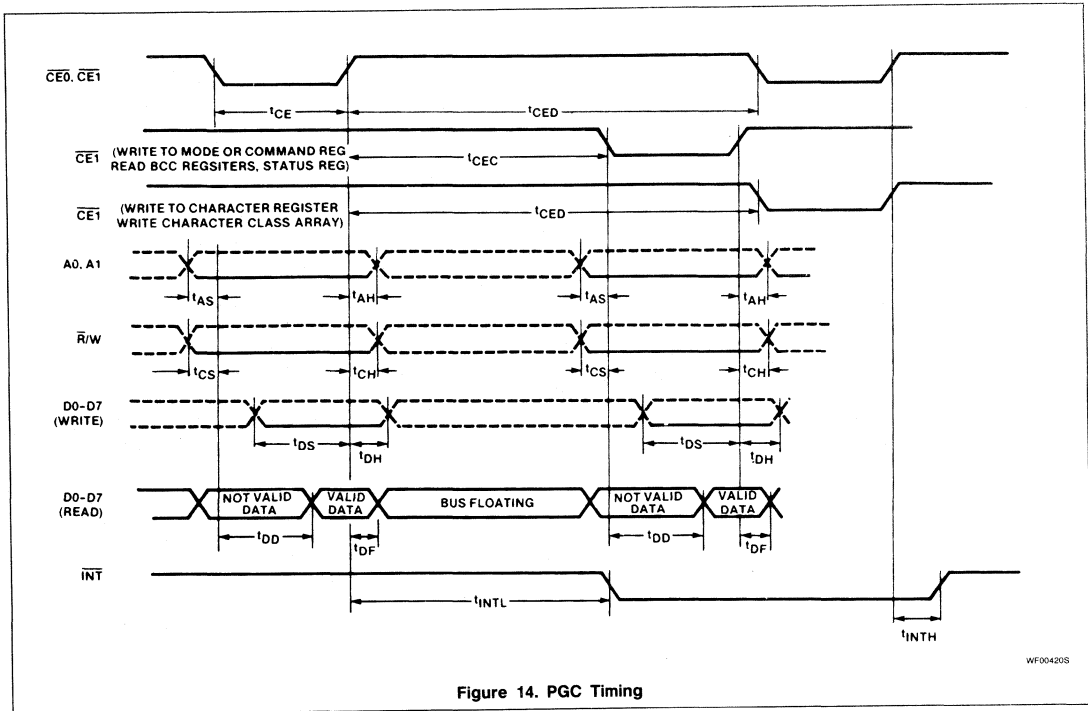 CE0, CE1
tCE
tCED
CE1 (WRITE TO MODE OR COMMAND REG
READ BCC REGSITERS, STATUS REG)
tCEC
CE1 (WRITE TO CHARACTER REGISTER
WRITE CHARACTER CLASS ARRAY)
tCED
A0, A1
tAS
tAH
tAS
tAH
R/W
tCS
tCH
tCS
tCH
D0-D7
(WRITE)
tDS
tDH
tDS
tDH
D0-D7
(READ)
NOT VALID
DATA
VALID
DATA
BUS FLOATING
NOT VALID
DATA
VALID
DATA
tDD
tDF
tDD
tDF
INT
tINTL
tINTH
WF00420S
Figure 14. PGC Timing